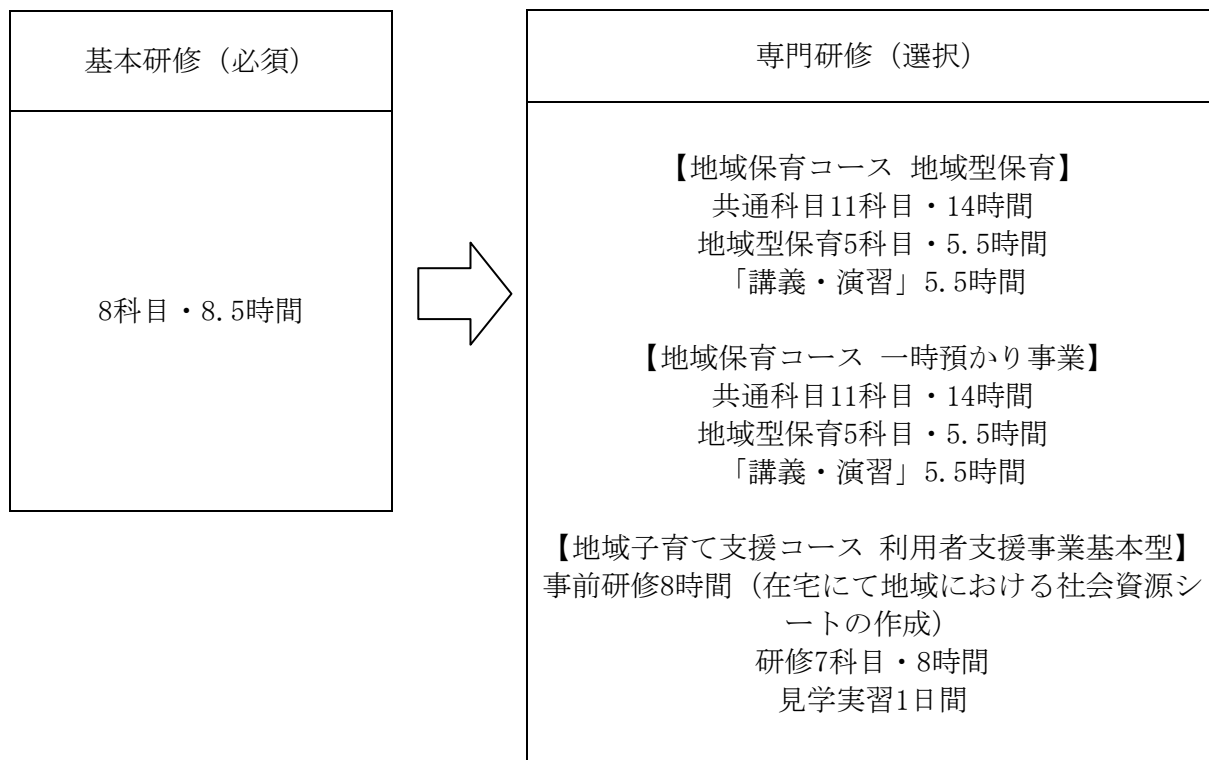 基本研修（必須）
8科目・8.5時間
専門研修（選択）
【地域保育コース 地域型保育】
共通科目11科目・14時間
地域型保育5科目・5.5時間
「講義・演習」5.5時間
【地域保育コース 一時預かり事業】
共通科目11科目・14時間
地域型保育5科目・5.5時間
「講義・演習」5.5時間
【地域子育て支援コース 利用者支援事業基本型】
事前研修8時間（在宅にて地域における社会資源シ
ートの作成）
研修7科目・8時間
見学実習1日間